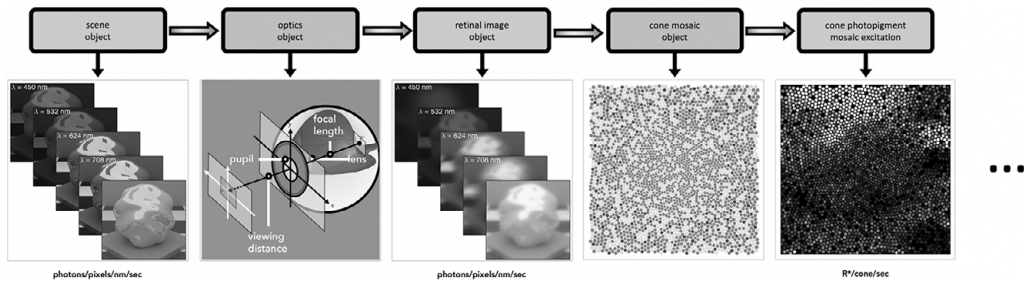 scene
object
optics
object
retinal image
object
cone mosaic
object
cone photopigment
mosaic excitation
λ = 450 nm
λ = 532 nm
λ = 624 nm
λ = 708 nm
focal
length
pupil
lens
viewing
distance
λ = 450 nm
λ = 532 nm
λ = 624 nm
λ = 708 nm
photons/pixels/nm/sec
photons/pixels/nm/sec
R*/cone/sec